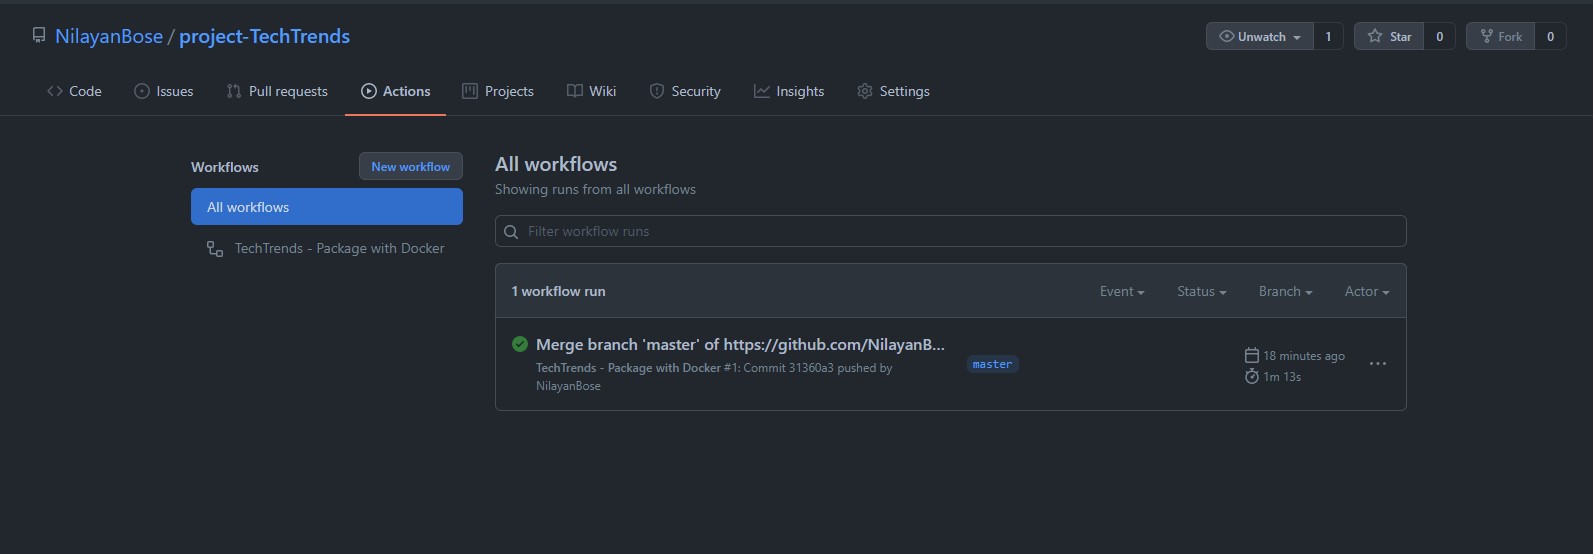 NilayanBose / project-TechTrends
Unwatch 1 Star 0 Fork 0
Code Issues Pull requests Actions Projects Wiki Security Insights Settings
Workflows New workflow
All workflows
TechTrends - Package with Docker
All workflows
Showing runs from all workflows
Filter workflow runs
1 workflow run Event Status Branch Actor
Merge branch 'master' of https://github.com/NilayanB...
TechTrends - Package with Docker #1: Commit 31360a3 pushed by
NilayanBose
master
18 minutes ago
1m 13s